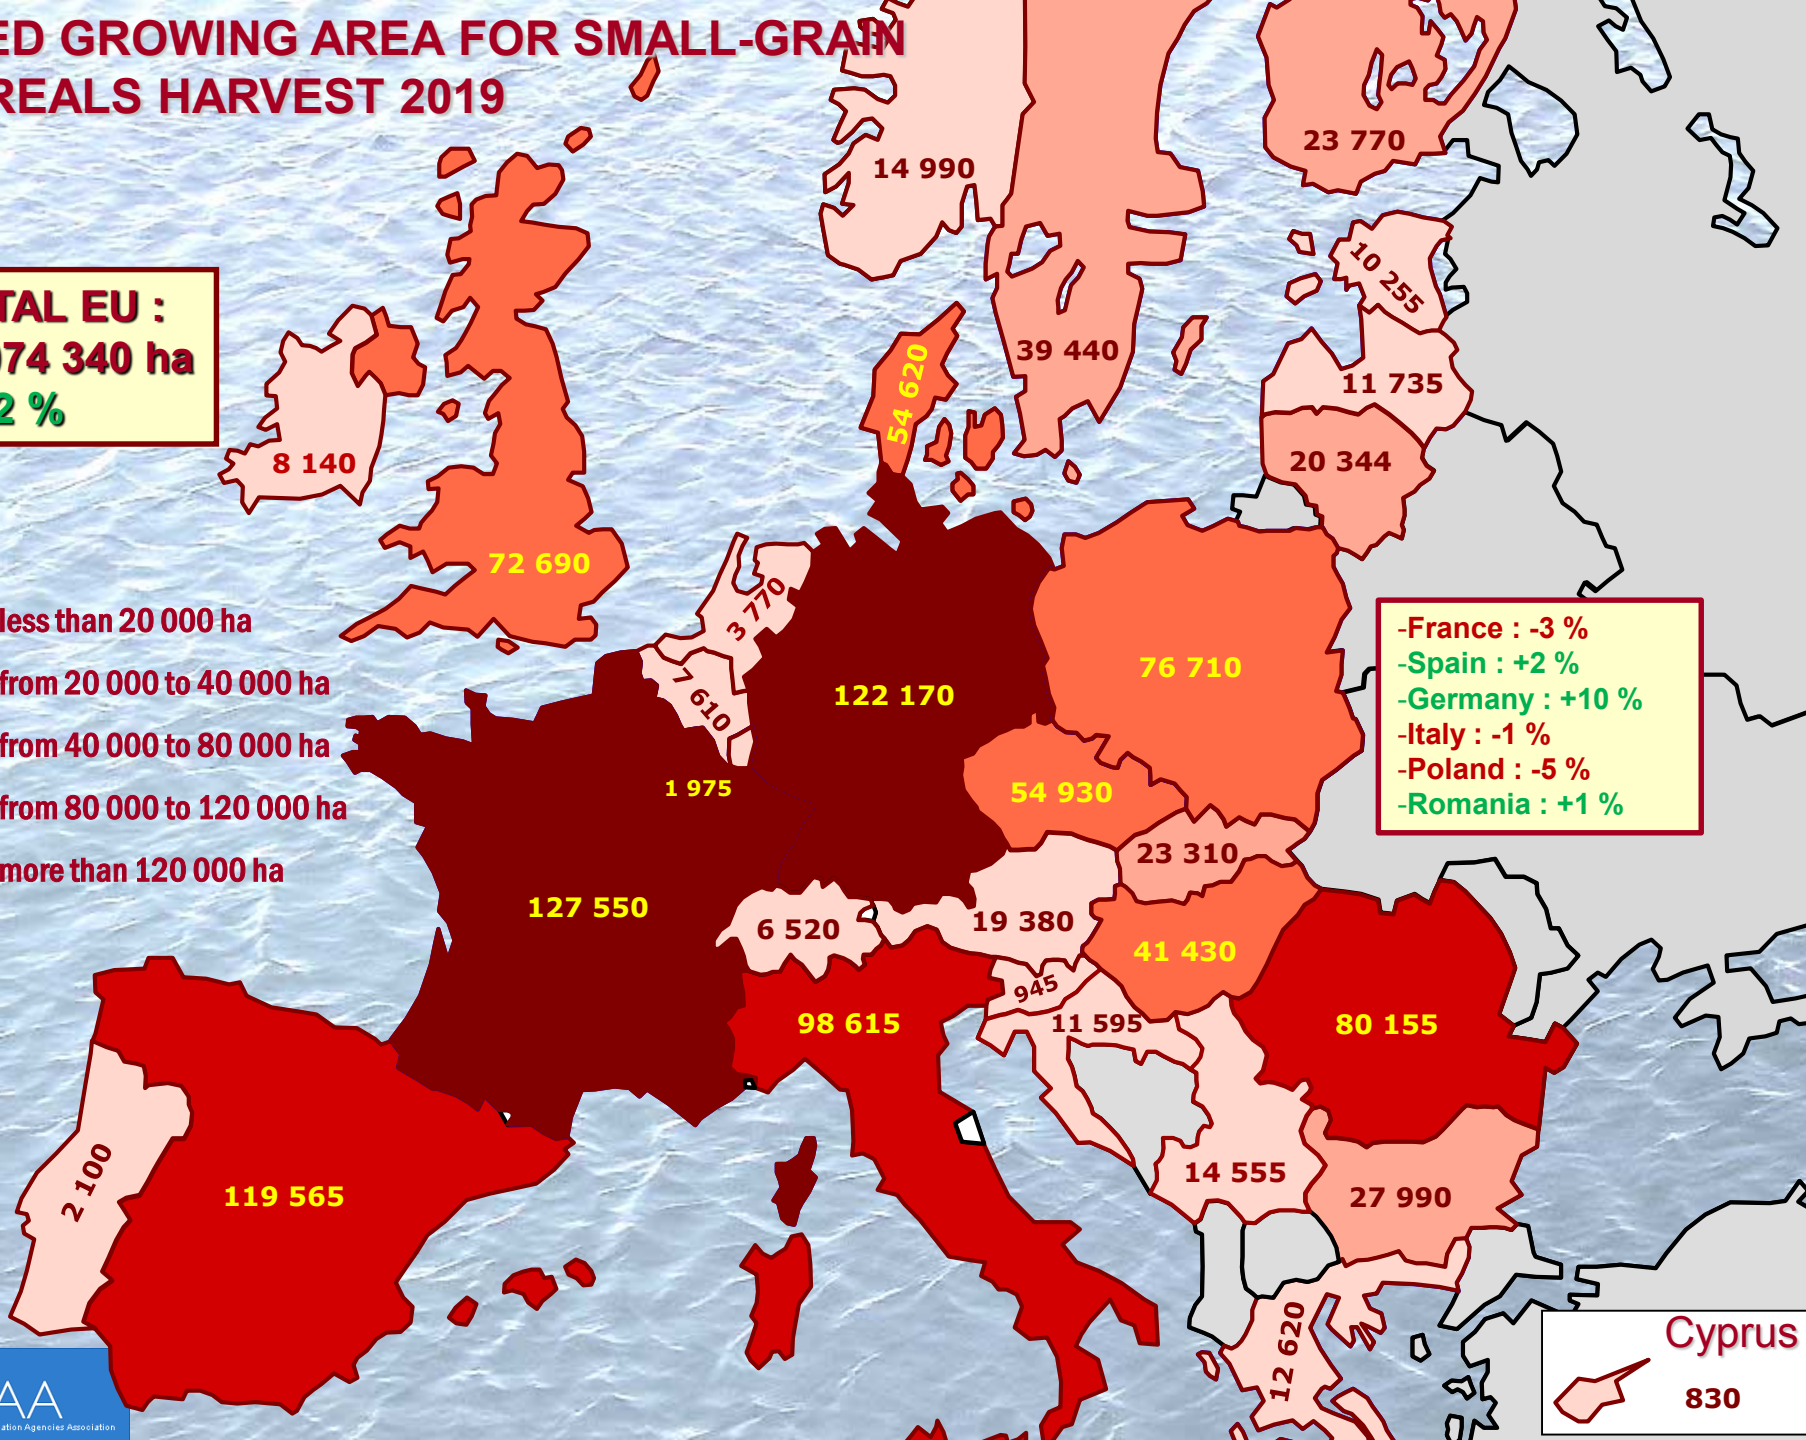 ED GROWING AREA FOR SMALL-GRAIN
REALS HARVEST 2019
TAL EU :
074 340 ha
2 %
less than 20 000 ha
from 20 000 to 40 000 ha
from 40 000 to 80 000 ha
from 80 000 to 120 000 ha
more than 120 000 ha
14 990
23 770
10 255
39 440
11 735
54 620
20 344
8 140
72 690
3 770
7 610
122 170
76 710
1 975
54 930
23 310
127 550
6 520
19 380
41 430
945
98 615
11 595
80 155
2 100
119 565
14 555
27 990
12 620
-France : -3 %
-Spain : +2 %
-Germany : +10 %
-Italy : -1 %
-Poland : -5 %
-Romania : +1 %
Cyprus
830
AA
ation Agencies Association